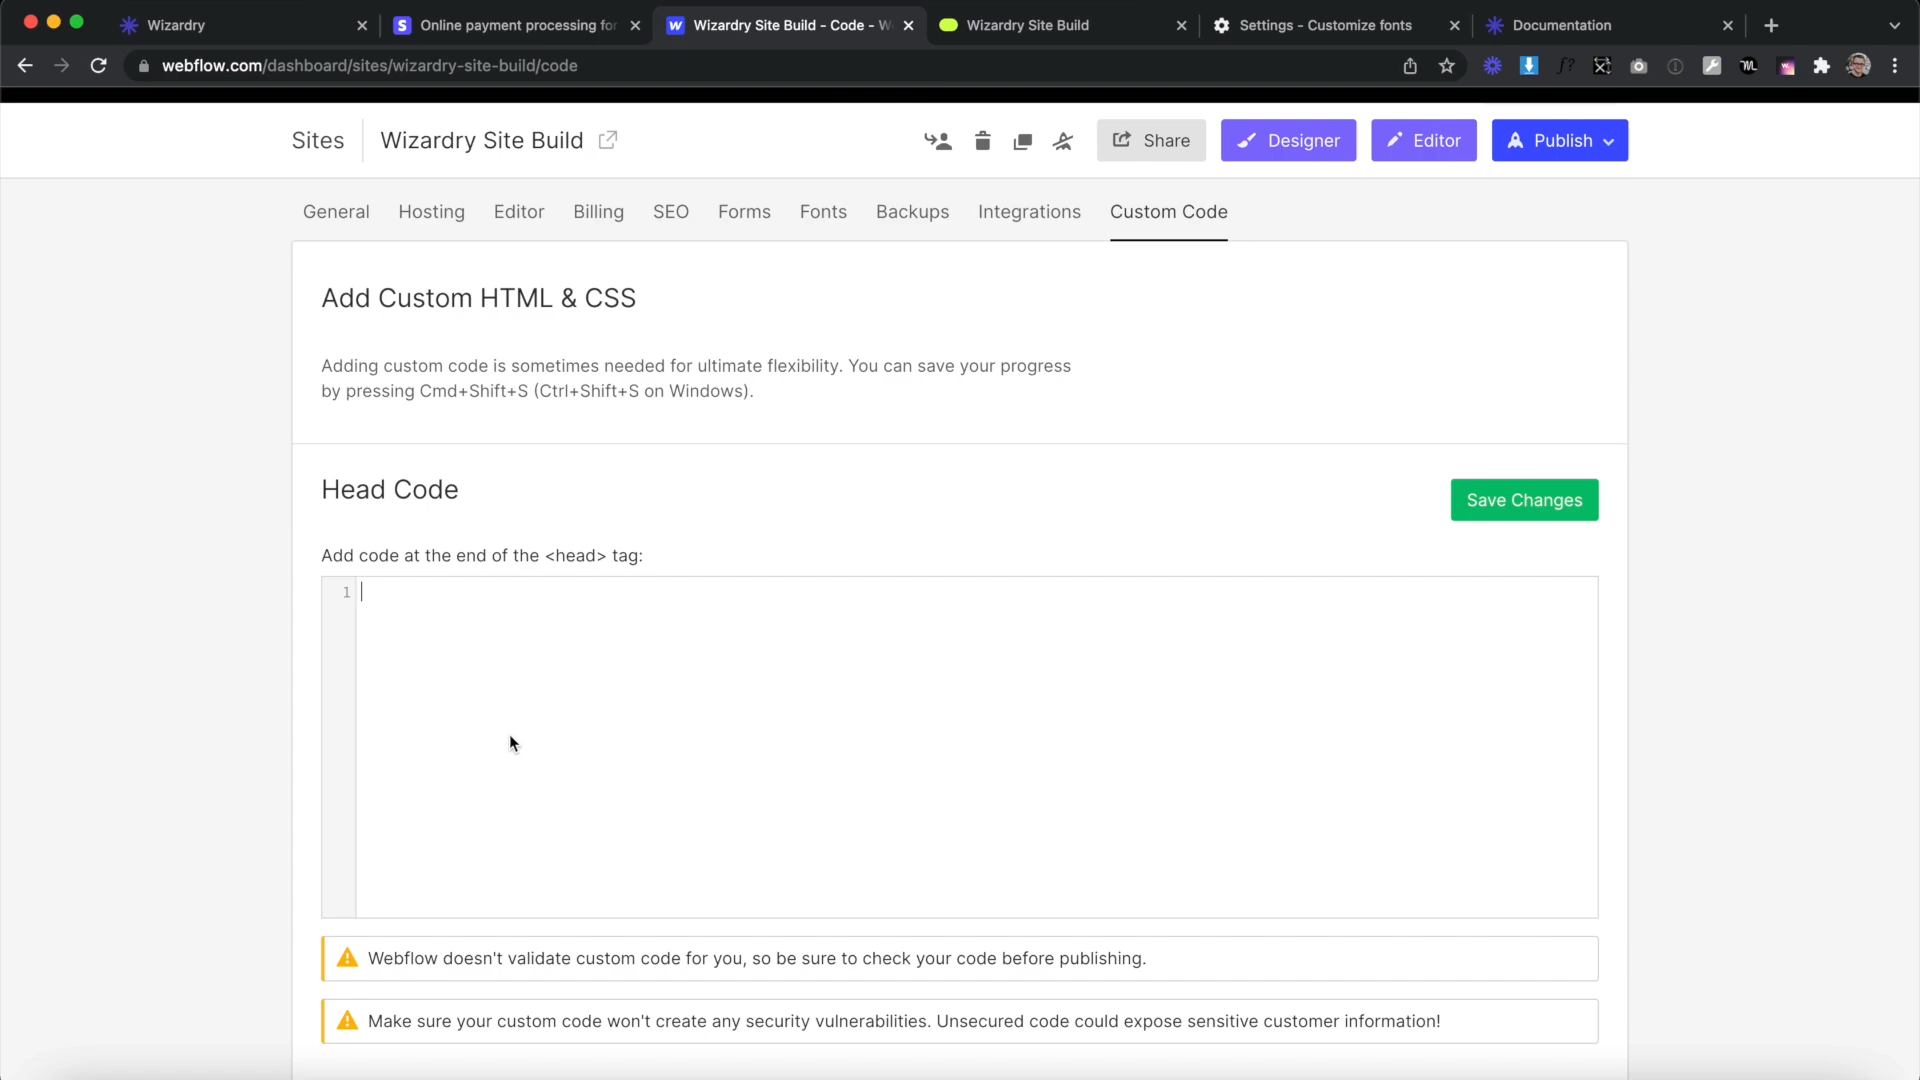 Wizardry
S Online payment processing for
W Wizardry Site Build - Code - W
Wizardry Site Build
Settings - Customize fonts
Documentation
webflow.com/dashboard/sites/wizardry-site-build/code
Sites
Wizardry Site Build
Share
Designer
Editor
Publish
General
Hosting
Editor
Billing
SEO
Forms
Fonts
Backups
Integrations
Custom Code
Add Custom HTML & CSS
Adding custom code is sometimes needed for ultimate flexibility. You can save your progress
by pressing Cmd+Shift+S (Ctrl+Shift+S on Windows).
Head Code
Save Changes
Add code at the end of the <head> tag:
1
Webflow doesn't validate custom code for you, so be sure to check your code before publishing.
Make sure your custom code won't create any security vulnerabilities. Unsecured code could expose sensitive customer information!